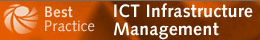 Best
Practice
ICT Infrastructure
Management